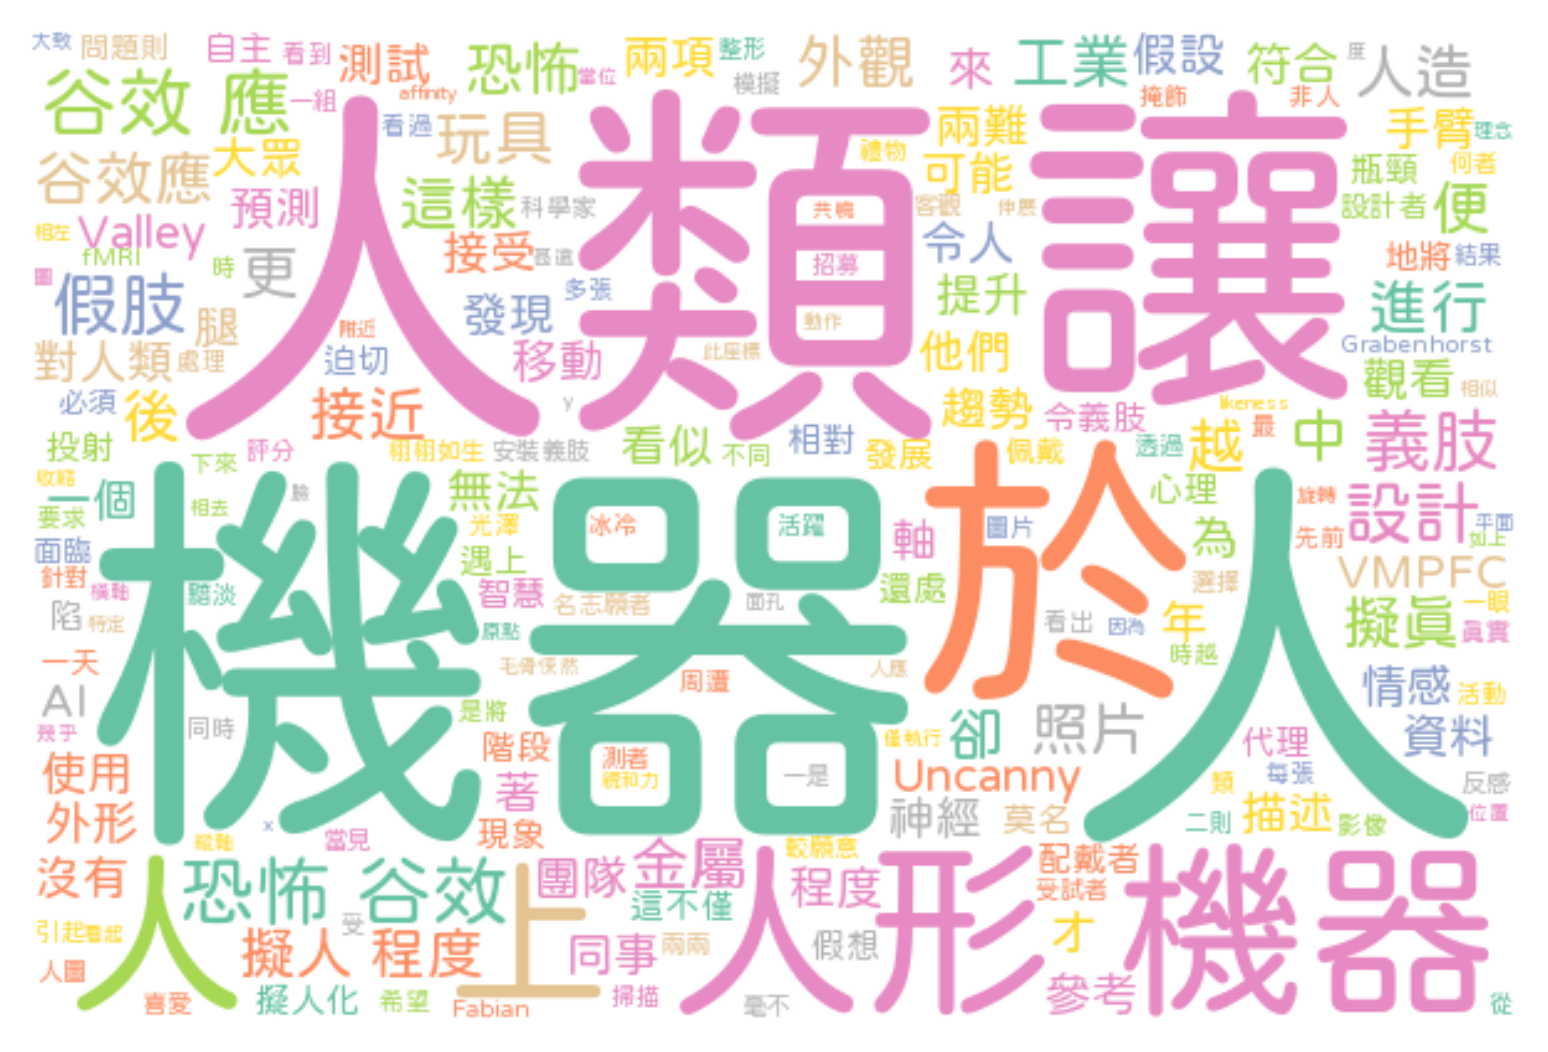 大致 問題則 自主 看到 測試 恐怖 兩項 整形 外觀 來 工業 假設 符合 度 人造
谷效 應 一組 affinity 當位 模擬 掩飾 非人
人類 讓
看過 玩具 禮物 兩難 手臂 理念
谷效應 大眾 可能 瓶頸 何者
預測 這樣 科學家 共鳴 客觀 伸展 設計者 便
相左 Valley 接受 甚遠 令人 地將 結果
fMRI 時 更 招募
圖 假肢 腿 發現 多張 動作 提升 進行
附近 Grabenhorst
對人類 處理 迫切 移動 此座標 他們 觀看 相似
必須 後 接近 y 趨勢 令義肢 likeness 最
投射 評分 栩栩如生 安裝義肢 看似 不同 相對 發展 佩戴 透過 越 中 義肢
收縮 下來
機器人 於
一個 相去 臉 無法 冰冷 活躍 心理 旋轉 設計
要求 光澤 軸 圖片 平面
面臨 遇上 為 先前 如上
針對 橫軸 黯淡 智慧 名志願者 面孔 還處 選擇 VMPFC
陷 特定 原點 看出 因為 年 擬真 一眼
真實
一天 毛骨悚然 周遭 人應 時越
AI 是將 情感 活動
幾乎 同時 階段 測者 僅執行 卻 照片 代理 資料
使用 著 親和力 一是 Uncanny 類 每張 反感
外形 x 現象 神經 莫名 二則 描述 影像 位置
縱軸 當見
沒有 人 恐怖 谷效 上 團隊 金屬 較願意 程度 人形機器 配戴者
受試者
引起 看起 受 這不僅 才
人圖 擬人 程度 同事 兩兩 假想
喜愛 擬人化 希望 Fabian 掃描 毫不 參考 從